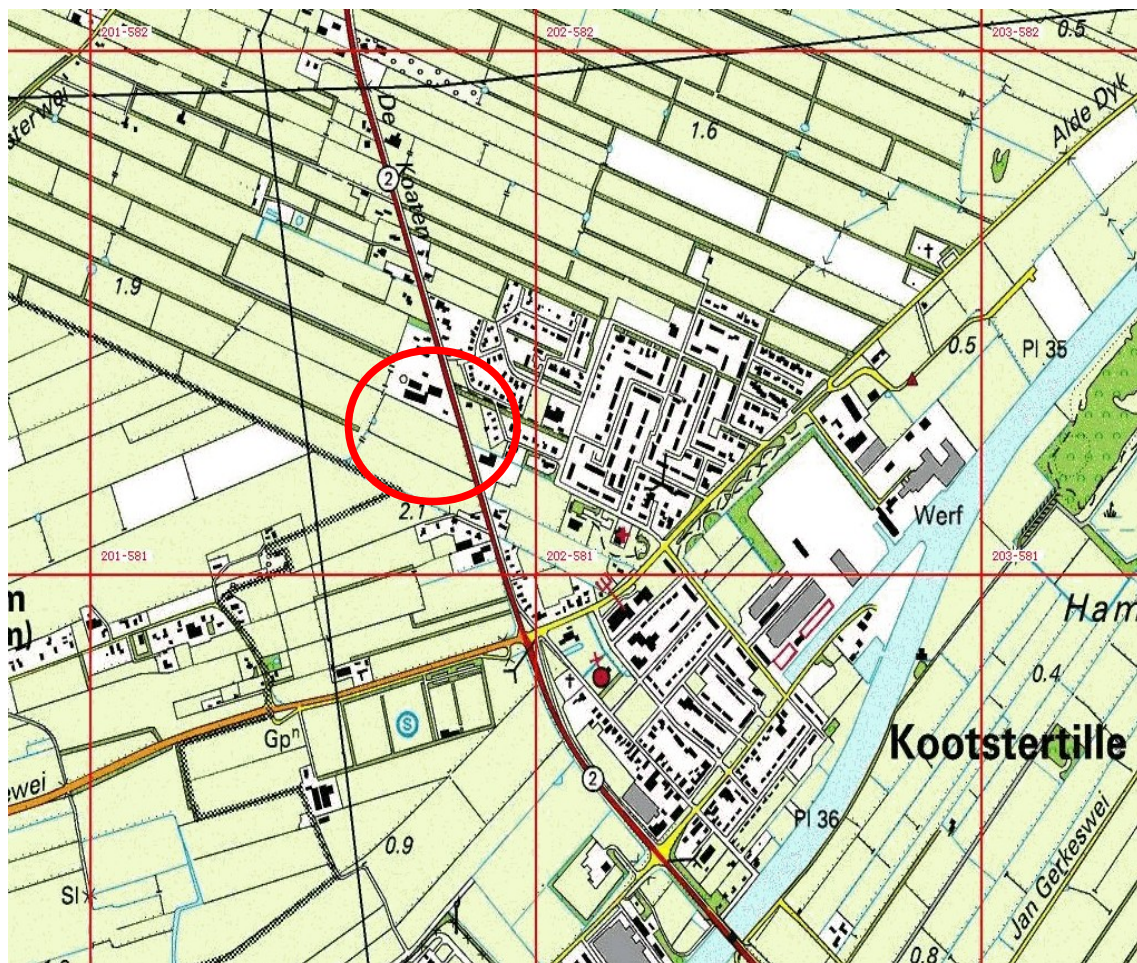 201-582
202-582
203-582
0.5
De Koaten
Alde Dyk
1.6
2
1.9
0.5
Pl 35
2.1
Werf
201-581
202-581
203-581
m
m)
Ham
0.4
S
Gpⁿ
Kootstertille
ewei
2
Pl 36
0.9
Sl
Jan Gerkeswei
0.8